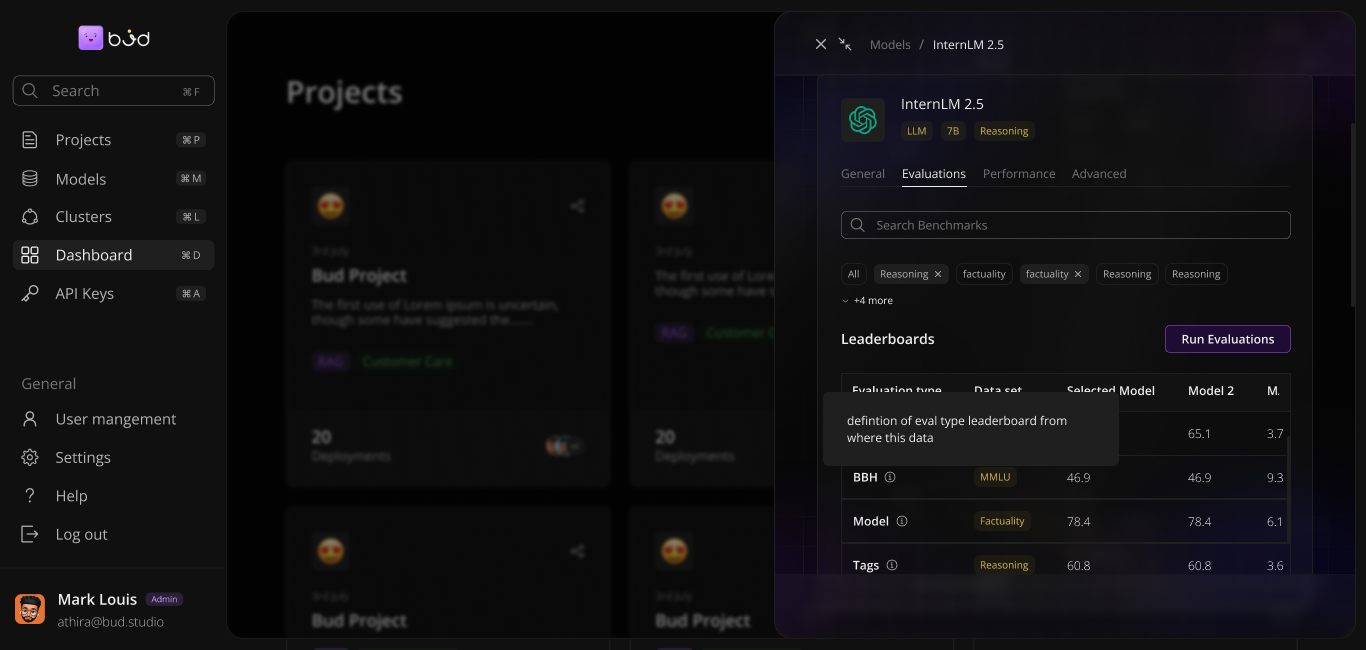 bud
Search ⌘ F
Projects ⌘ P
Models ⌘ M
Clusters ⌘ L
Dashboard ⌘ D
API Keys ⌘ A
General
User mangement
Settings
Help
Log out
Mark Louis Admin
athira@bud.studio
Projects
3rd july
Bud Project
The first use of Lorem ipsum is uncertain,
though some have suggested the......
RAG Customer Care
20
Deployments
3rd july
Bud Project
The first use of Lore
though some have s
RAG Customer C
20
Deployments
3rd july
Bud Project
3rd july
Bud Project
Models / InternLM 2.5
InternLM 2.5
LLM 7B Reasoning
General Evaluations Performance Advanced
Search Benchmarks
All Reasoning × factuality factuality × Reasoning Reasoning
+4 more
Leaderboards Run Evaluations
Evaluation type Data set Selected Model Model 2 M.
defintion of eval type leaderboard from
where this data
65.1 3.7
BBH MMLU 46.9 46.9 9.3
Model Factuality 78.4 78.4 6.1
Tags Reasoning 60.8 60.8 3.6